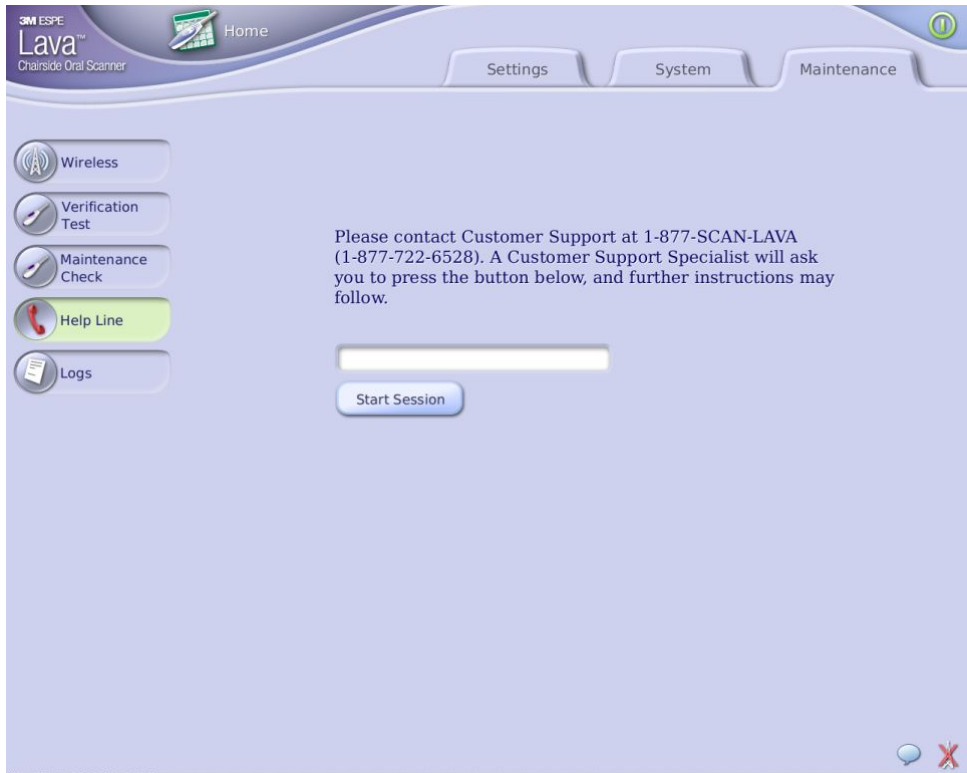 3M ESPE
Lava™
Chairside Oral Scanner
Home
Settings
System
Maintenance
Wireless
Verification
Test
Maintenance
Check
Help Line
Logs
Please contact Customer Support at 1-877-SCAN-LAVA
(1-877-722-6528). A Customer Support Specialist will ask
you to press the button below, and further instructions may
follow.
Start Session